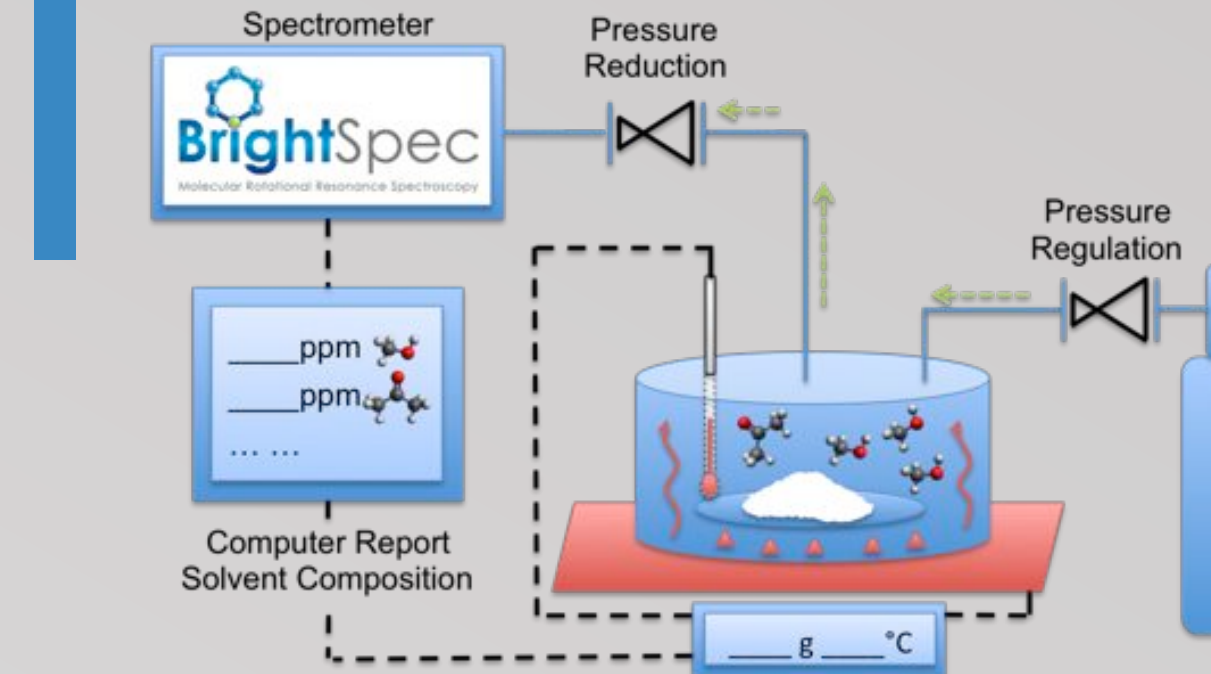 Spectrometer
Pressure
Reduction
BrightSpec
Molecular Rotational Resonance Spectroscopy
Pressure
Regulation
_____ppm
_____ppm
... ...
Computer Report
Solvent Composition
_____ g _____°C